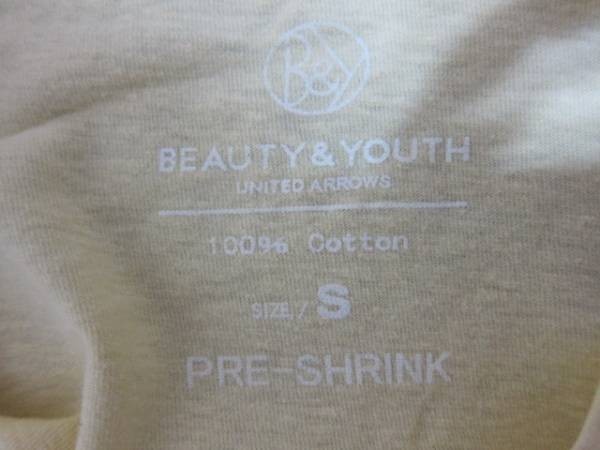 B&Y
BEAUTY&YOUTH
UNITED ARROWS
100% Cotton
SIZE/S
PRE-SHRINK